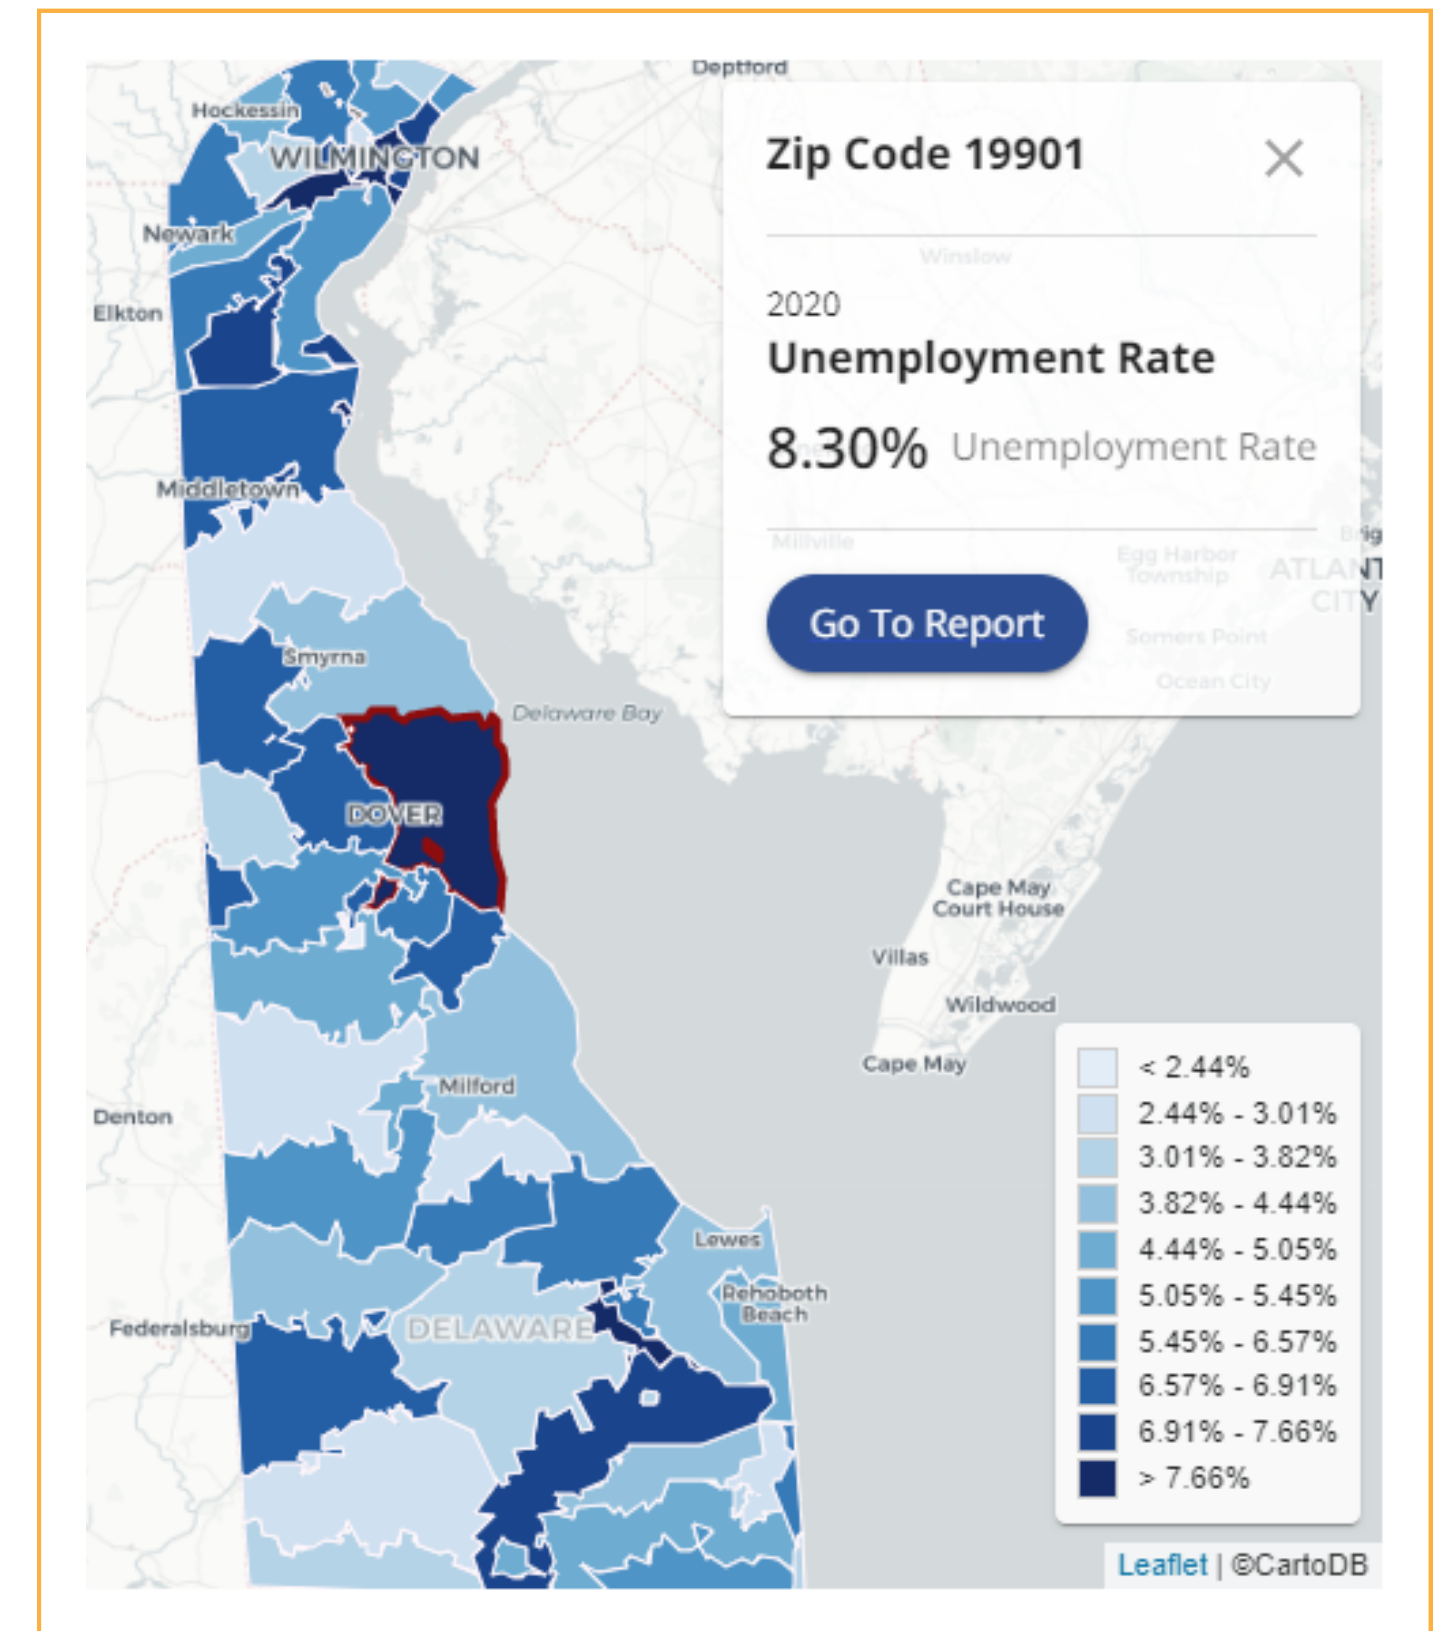 Deptford
Hockessin
WILMINGTON
Newark
Elkton
Middletown
Smyrna
Delaware Bay
DOVER
Milford
Denton
Lewes
Rehoboth
Beach
DELAWARE
Federalsburg
Zip Code 19901
Winslow
2020
Unemployment Rate
8.30% Unemployment Rate
Millville
Egg Harbor
Township
Brig
ATLANT
CITY
Go To Report
Somers Point
Ocean City
Cape May
Court House
Villas
Wildwood
Cape May
< 2.44%
2.44% - 3.01%
3.01% - 3.82%
3.82% - 4.44%
4.44% - 5.05%
5.05% - 5.45%
5.45% - 6.57%
6.57% - 6.91%
6.91% - 7.66%
> 7.66%
Leaflet | ©CartoDB